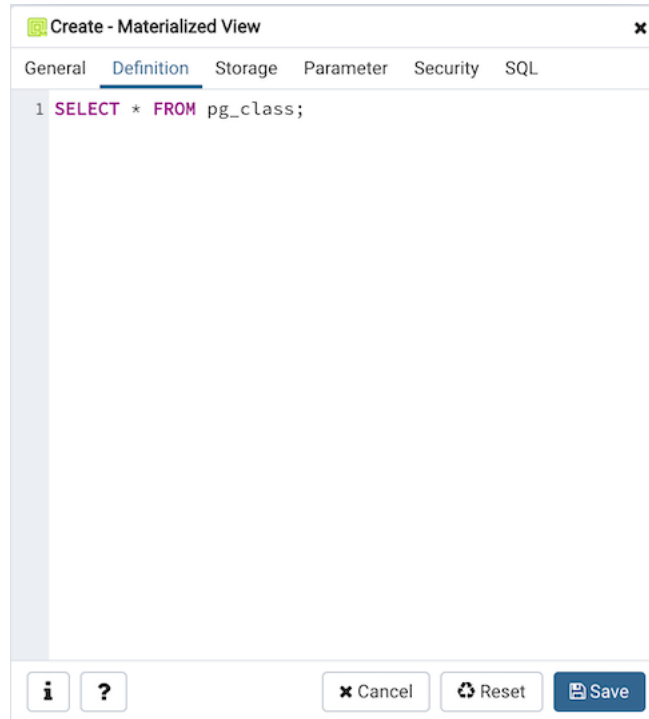 Create - Materialized View
General Definition Storage Parameter Security SQL
1 SELECT * FROM pg_class;
i ? Cancel Reset Save